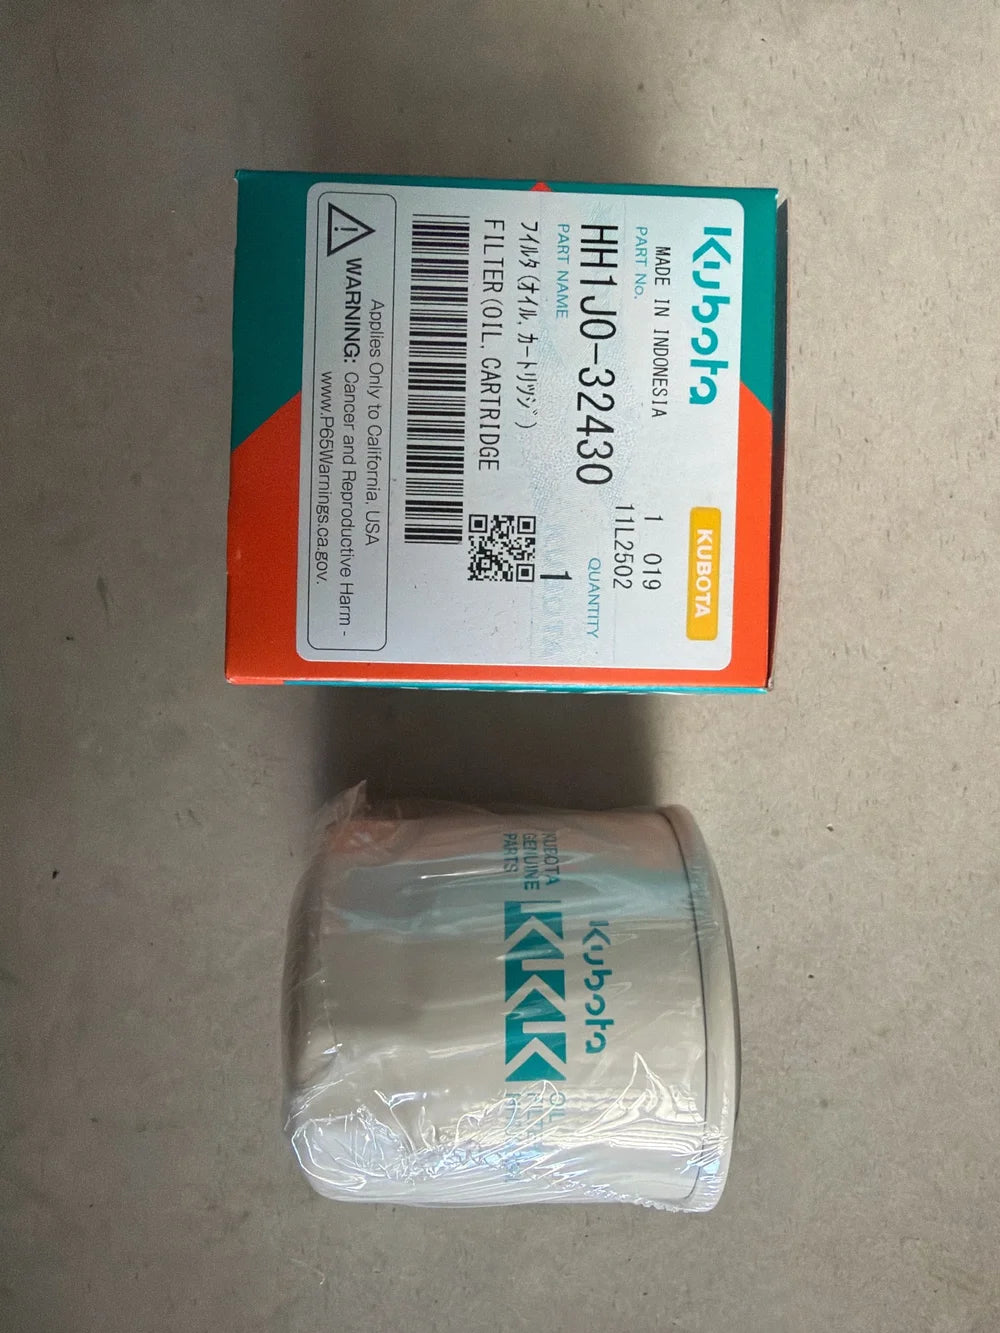 Kubota
KUBOTA
MADE IN INDONESIA
1 019
PART No.
11L2502
HH1J0-32430
QUANTITY
PART NAME
1
フィルタ(オイル,カートリッジ)
FILTER(OIL,CARTRIDGE
Applies Only to California, USA
WARNING: Cancer and Reproductive Harm -
www.P65Warnings.ca.gov.
Kubota
KUBOTA
GENUINE
PARTS
OIL